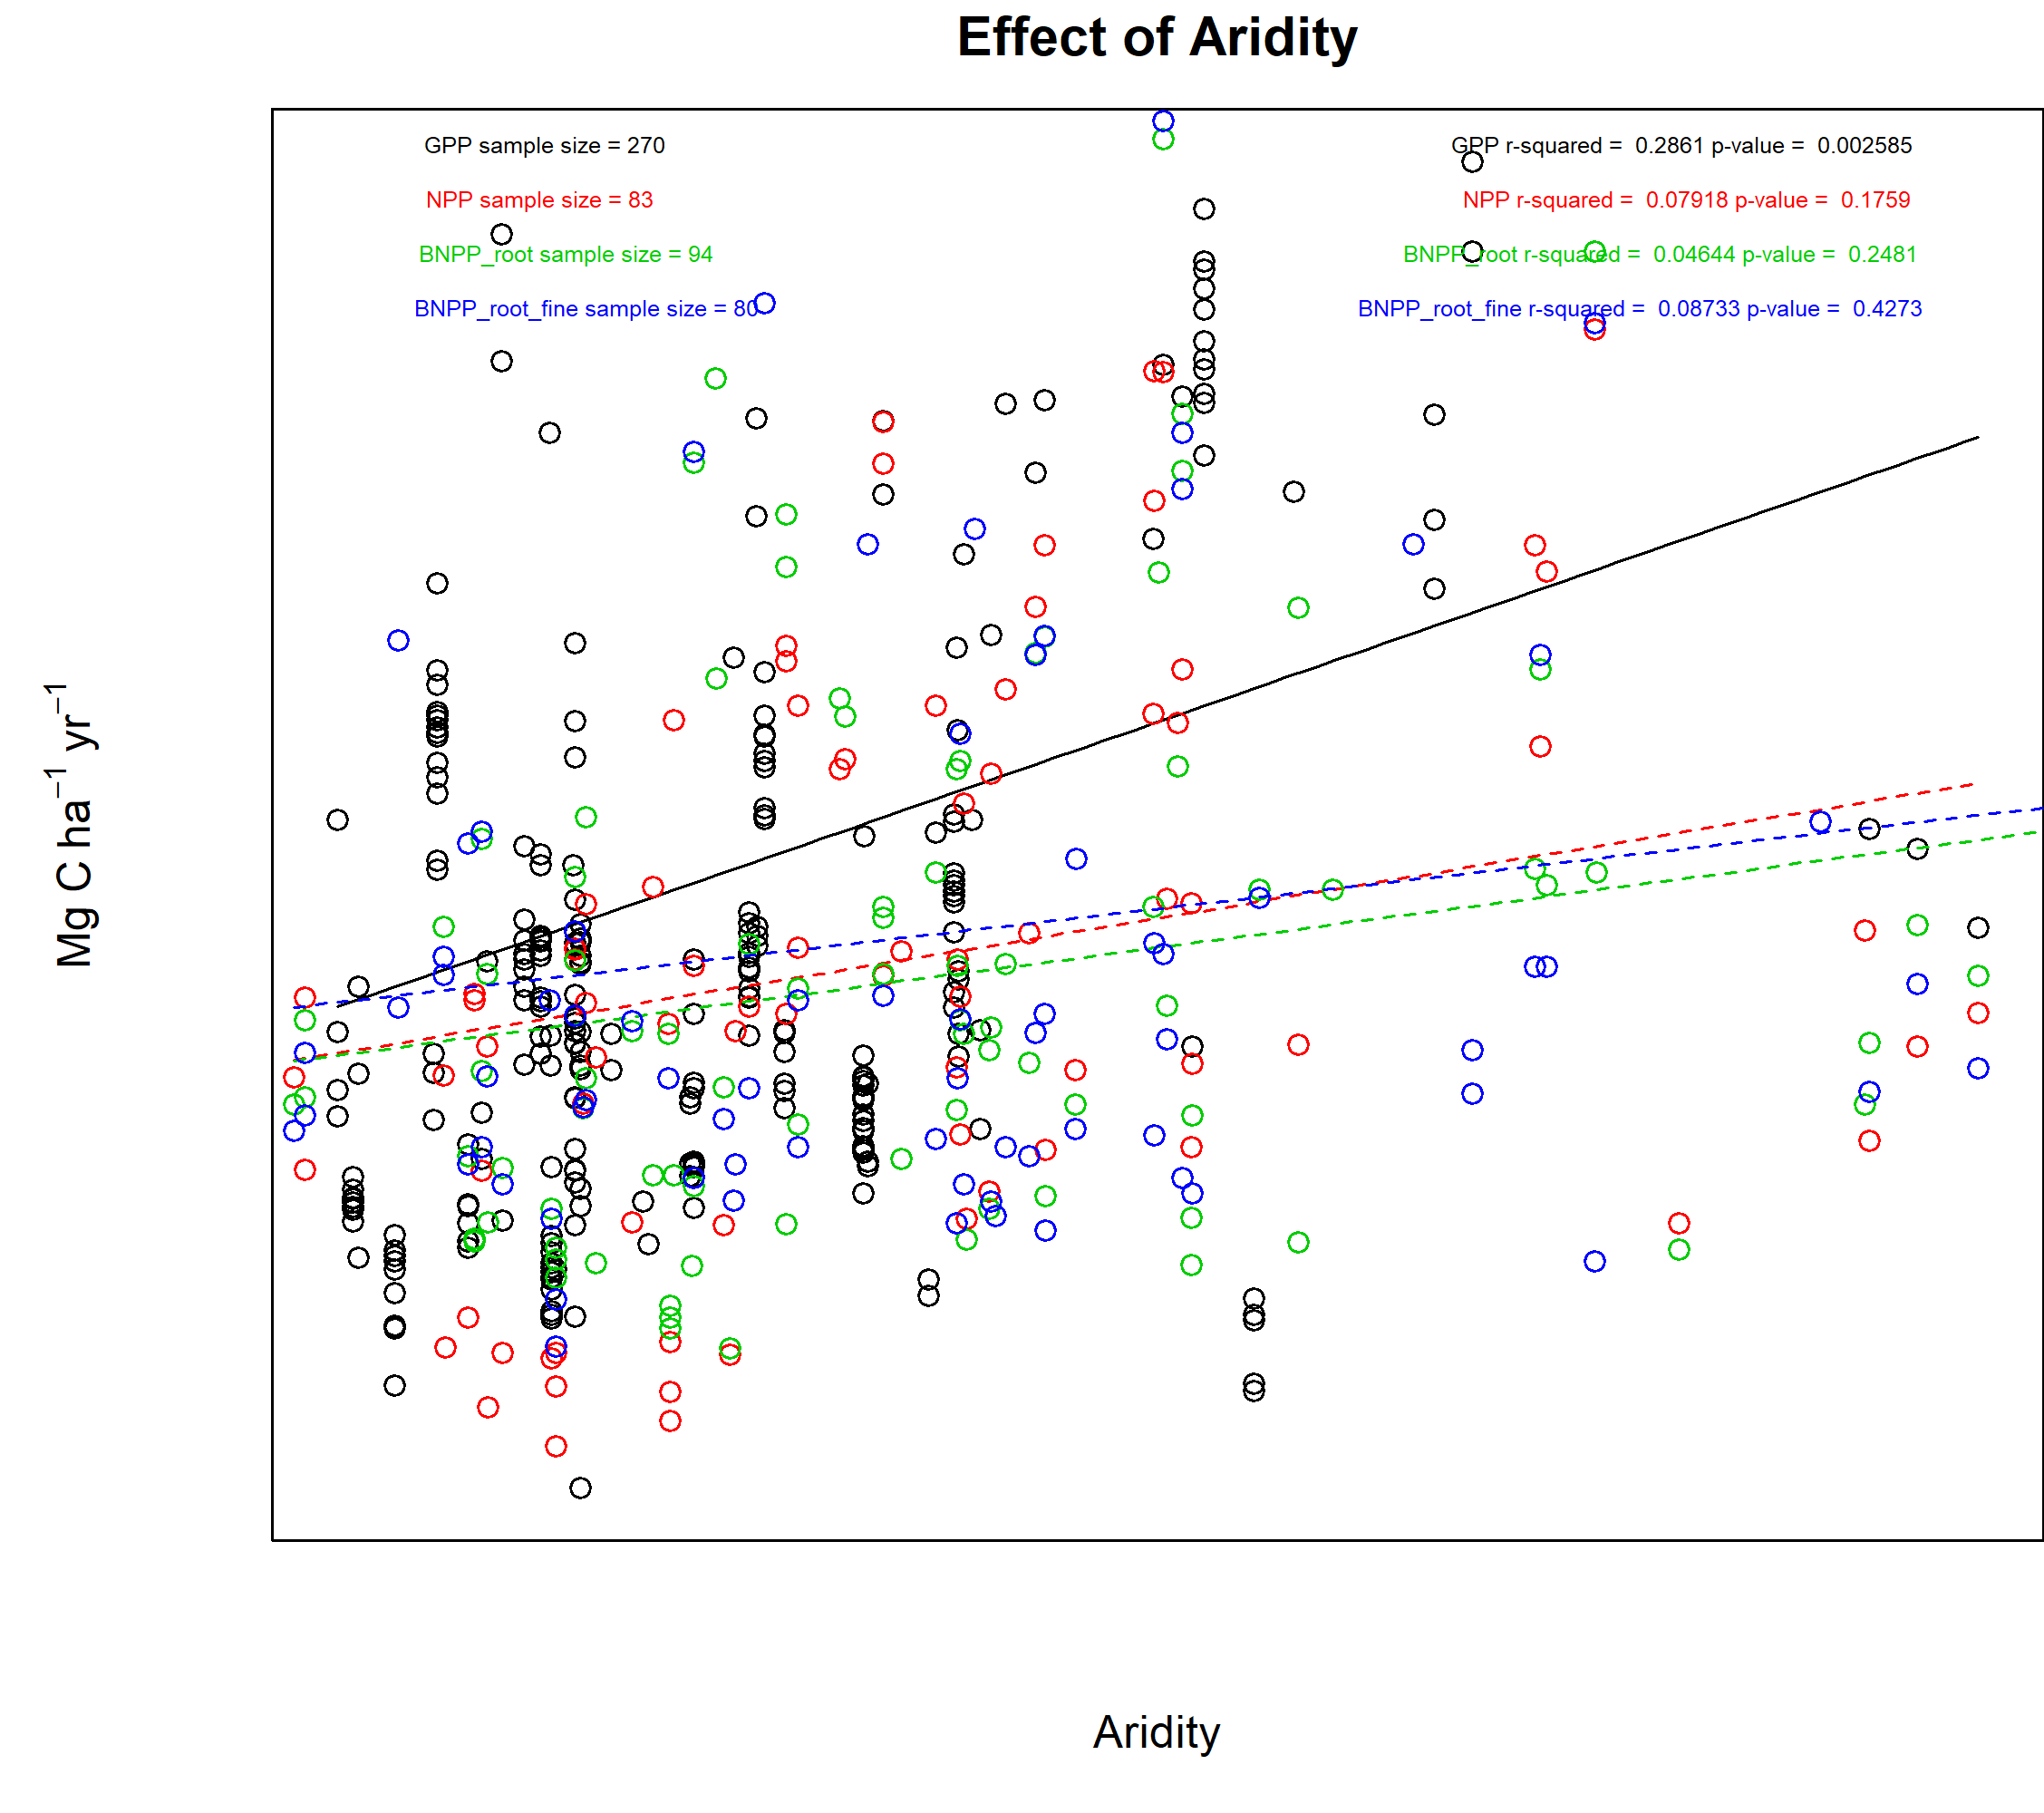 Effect of Aridity
GPP sample size = 270
GPP r-squared = 0.2861 p-value = 0.002585
NPP sample size = 83
NPP r-squared = 0.07918 p-value = 0.1759
BNPP_root sample size = 94
BNPP_root r-squared = 0.04644 p-value = 0.2481
BNPP_root_fine sample size = 80
BNPP_root_fine r-squared = 0.08733 p-value = 0.4273
Mg C ha⁻¹ yr⁻¹
Aridity